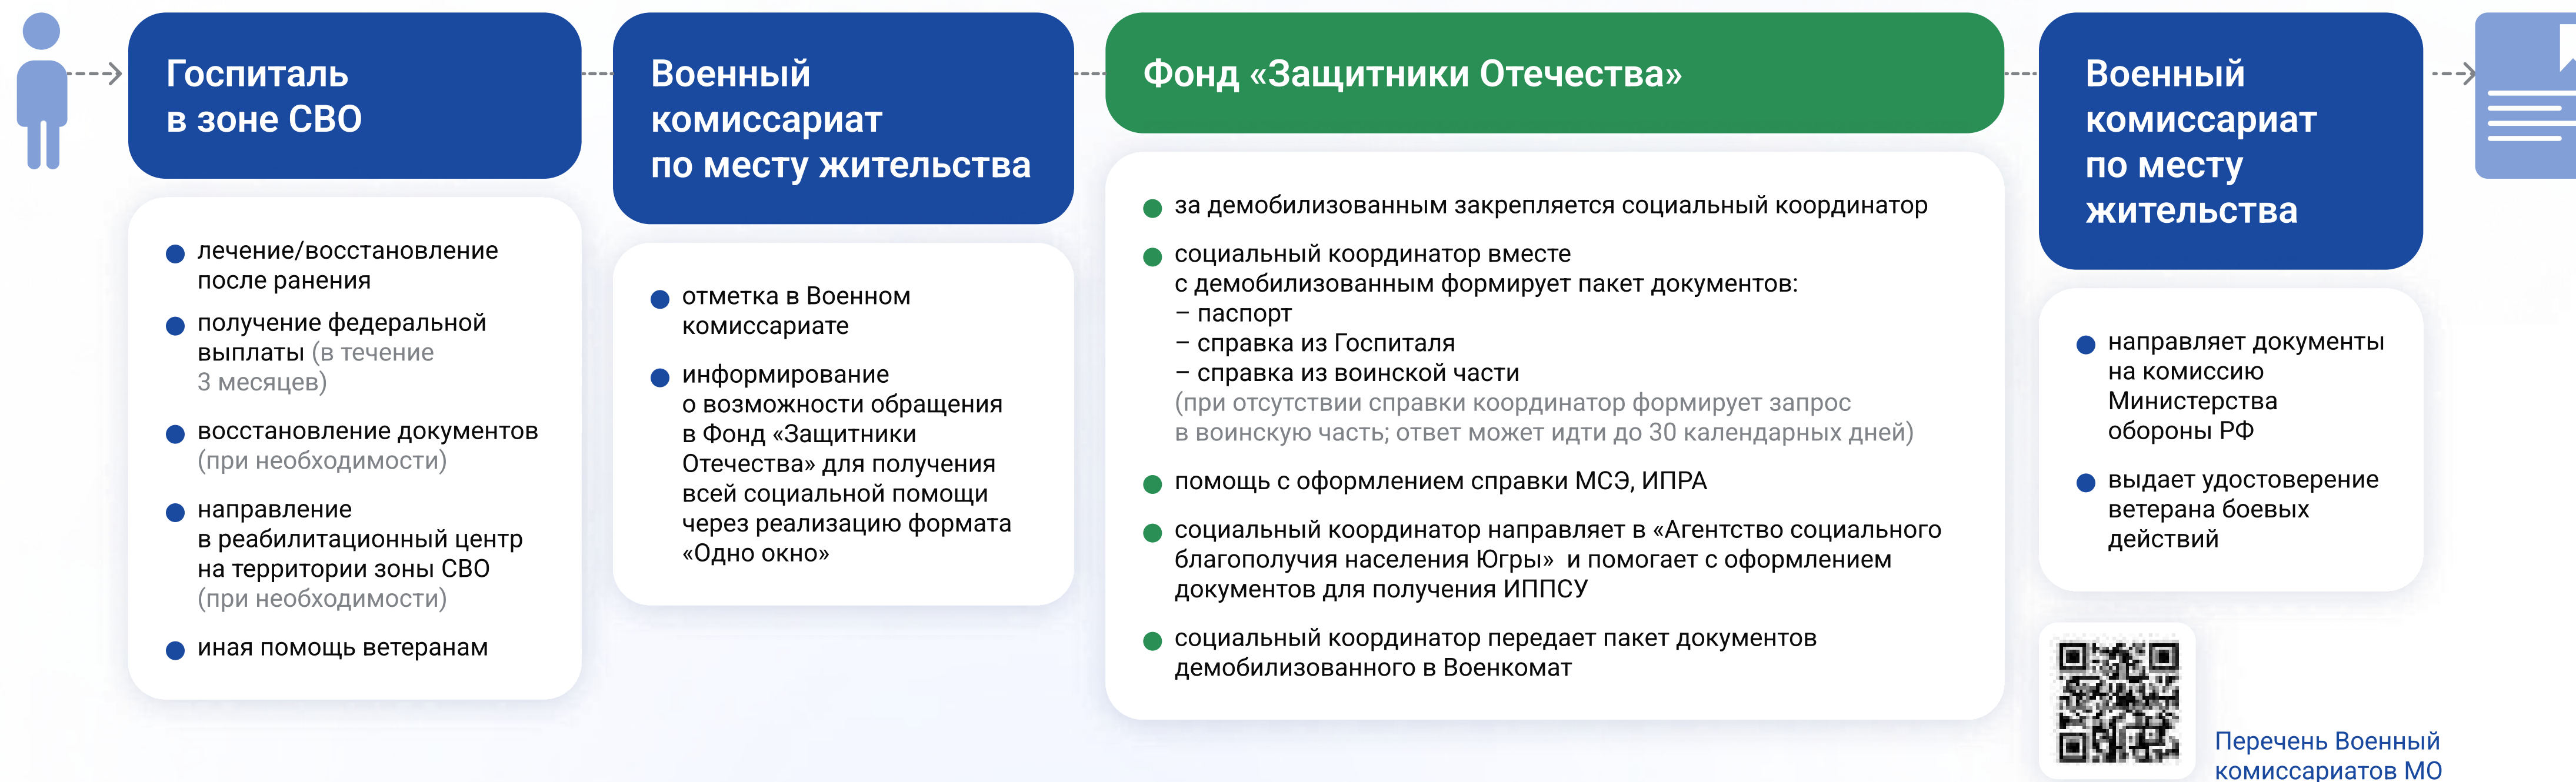 Госпиталь
в зоне СВО
лечение/восстановление
после ранения
получение федеральной
выплаты (в течение
3 месяцев)
восстановление документов
(при необходимости)
направление
в реабилитационный центр
на территории зоны СВО
(при необходимости)
иная помощь ветеранам
Военный
комиссариат
по месту жительства
отметка в Военном
комиссариате
информирование
о возможности обращения
в Фонд «Защитники
Отечества» для получения
всей социальной помощи
через реализацию формата
«Одно окно»
Фонд «Защитники Отечества»
за демобилизованным закрепляется социальный координатор
социальный координатор вместе
с демобилизованным формирует пакет документов:
– паспорт
– справка из Госпиталя
– справка из воинской части
(при отсутствии справки координатор формирует запрос
в воинскую часть; ответ может идти до 30 календарных дней)
помощь с оформлением справки МСЭ, ИПРА
социальный координатор направляет в «Агентство социального
благополучия населения Югры» и помогает с оформлением
документов для получения ИППСУ
социальный координатор передает пакет документов
демобилизованного в Военкомат
Военный
комиссариат
по месту
жительства
направляет документы
на комиссию
Министерства
обороны РФ
выдает удостоверение
ветерана боевых
действий
Перечень Военный
комиссариатов МО